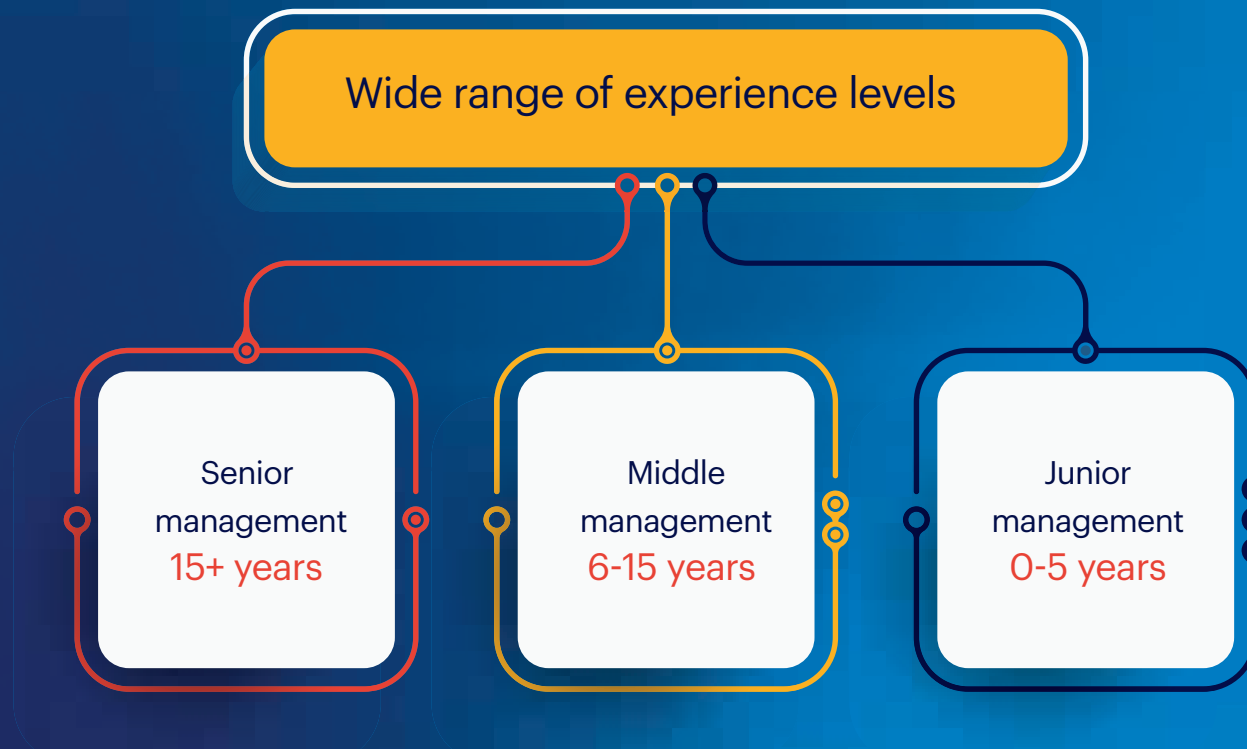 Wide range of experience levels
Senior
management
15+ years
Middle
management
6-15 years
Junior
management
0-5 years